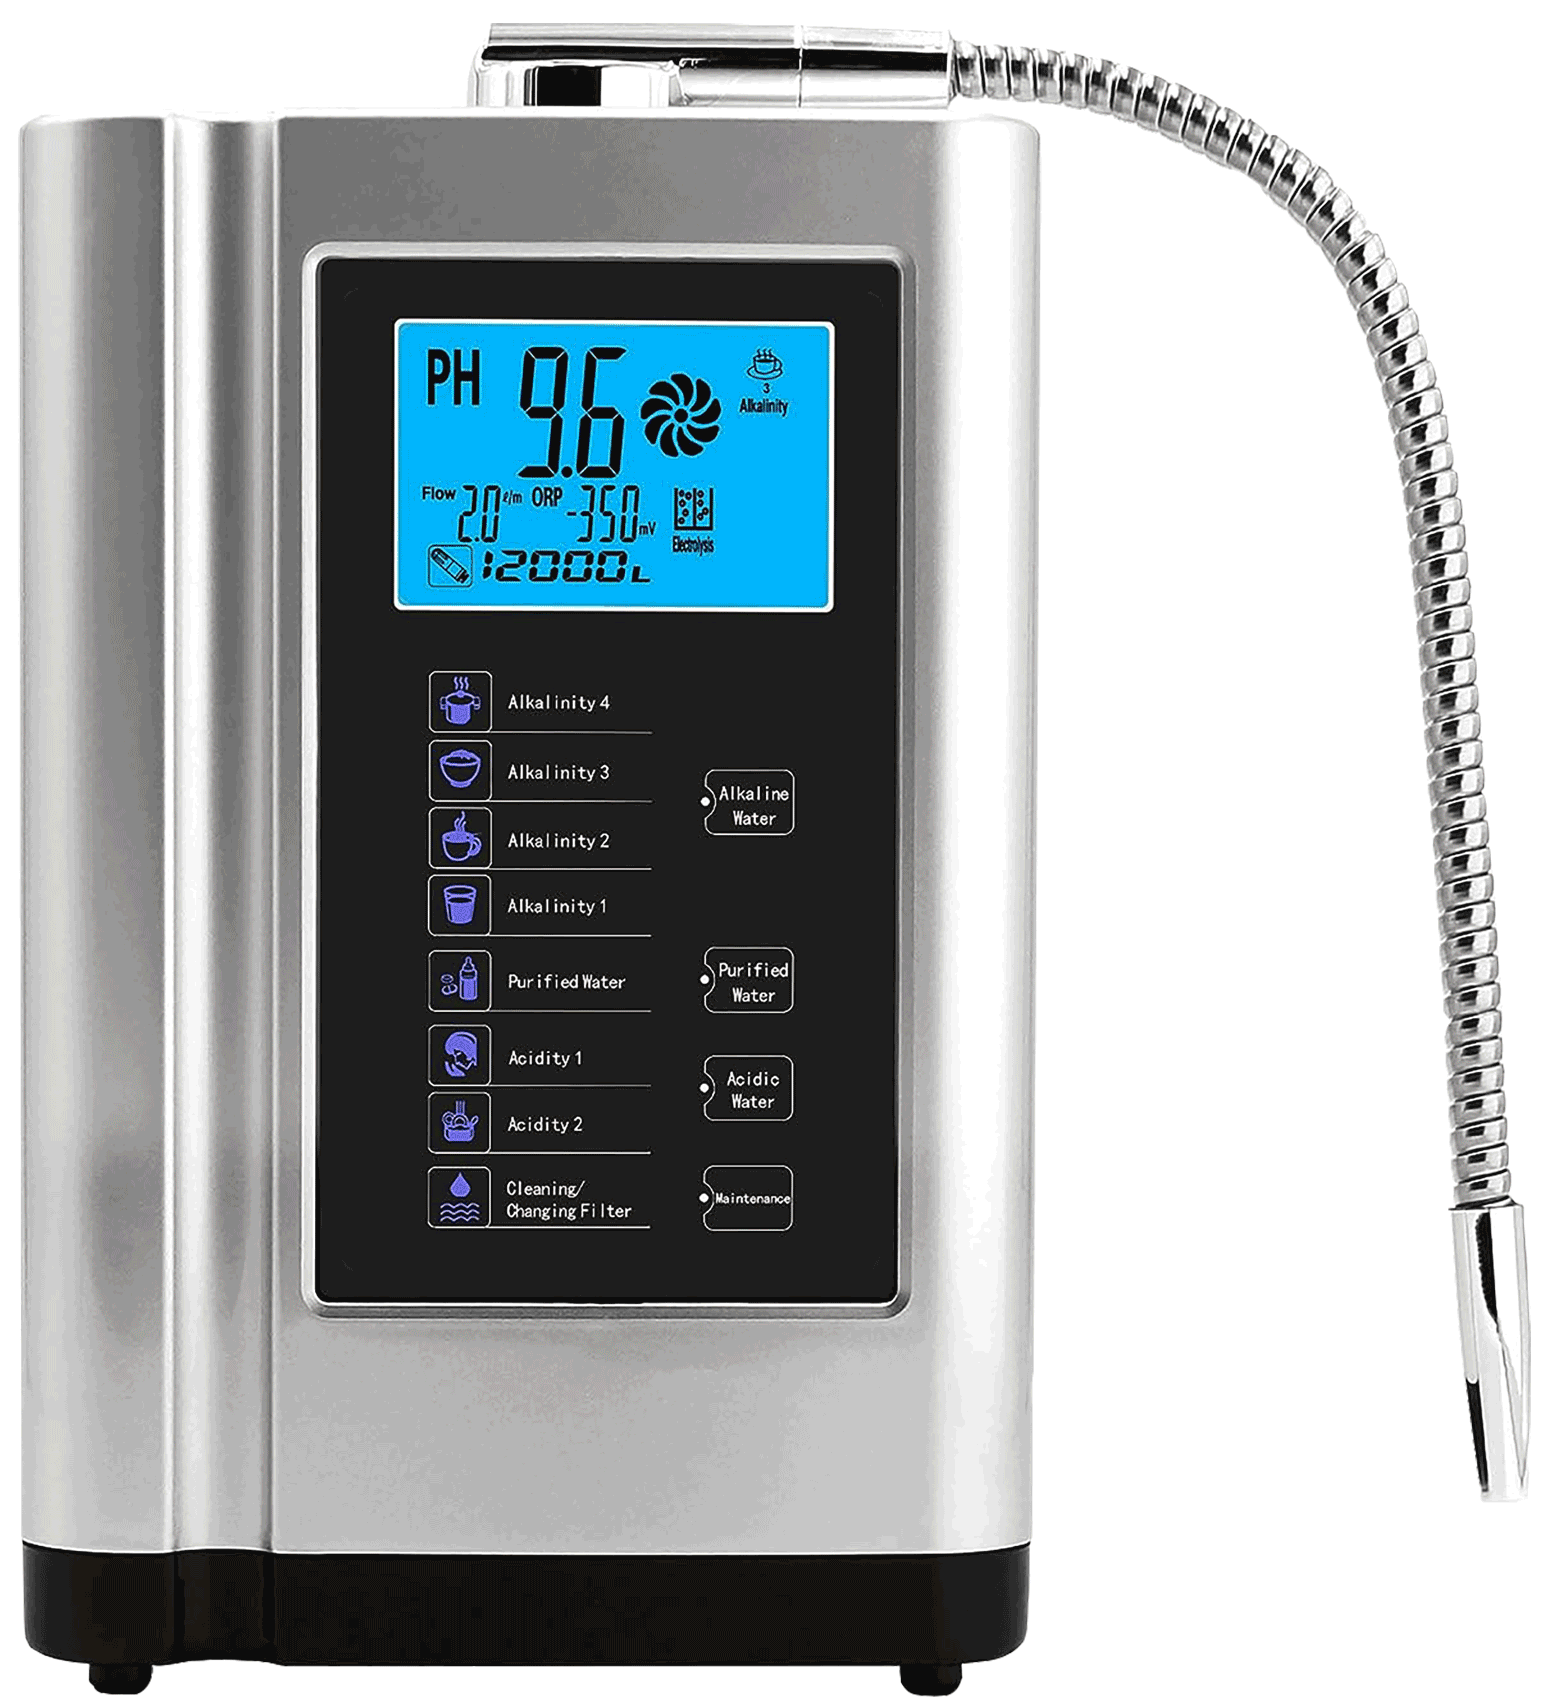 PH 9.6
3
Alkalinity
Flow 2.0 ℓ/m ORP -350 mV
Electrolysis
12000L
Alkalinity 4
Alkalinity 3
Alkaline
Water
Alkalinity 2
Alkalinity 1
Purified Water
Purified
Water
Acidity 1
Acidic
Water
Acidity 2
Cleaning/
Changing Filter
Maintenance